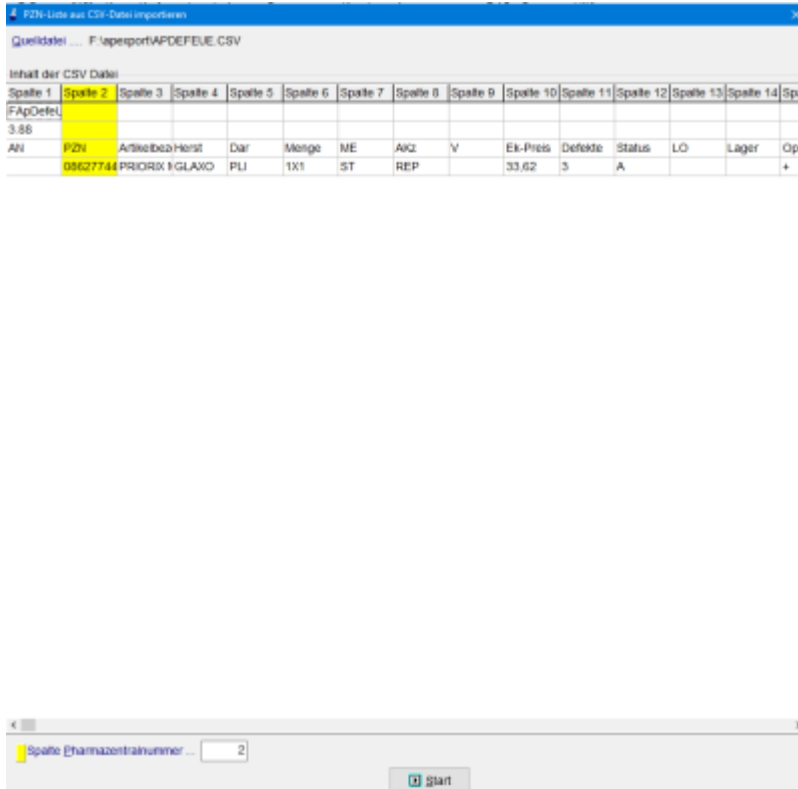 PZN-Liste aus CSV-Datei importieren
Quelldatei .... F:\apexport\APDEFEUE.CSV
Inhalt der CSV Datei
Spalte 1 Spalte 2 Spalte 3 Spalte 4 Spalte 5 Spalte 6 Spalte 7 Spalte 8 Spalte 9 Spalte 10 Spalte 11 Spalte 12 Spalte 13 Spalte 14 Sp
FApDefeU
3.88
AN PZN Artikelbez Herst Dar Menge ME AKz V Ek-Preis Defekte Status LO Lager Op
08627744 PRIORIX GLAXO PLI 1X1 ST REP 33,62 3 A +
Spalte Pharmazentralnummer ... 2
Start